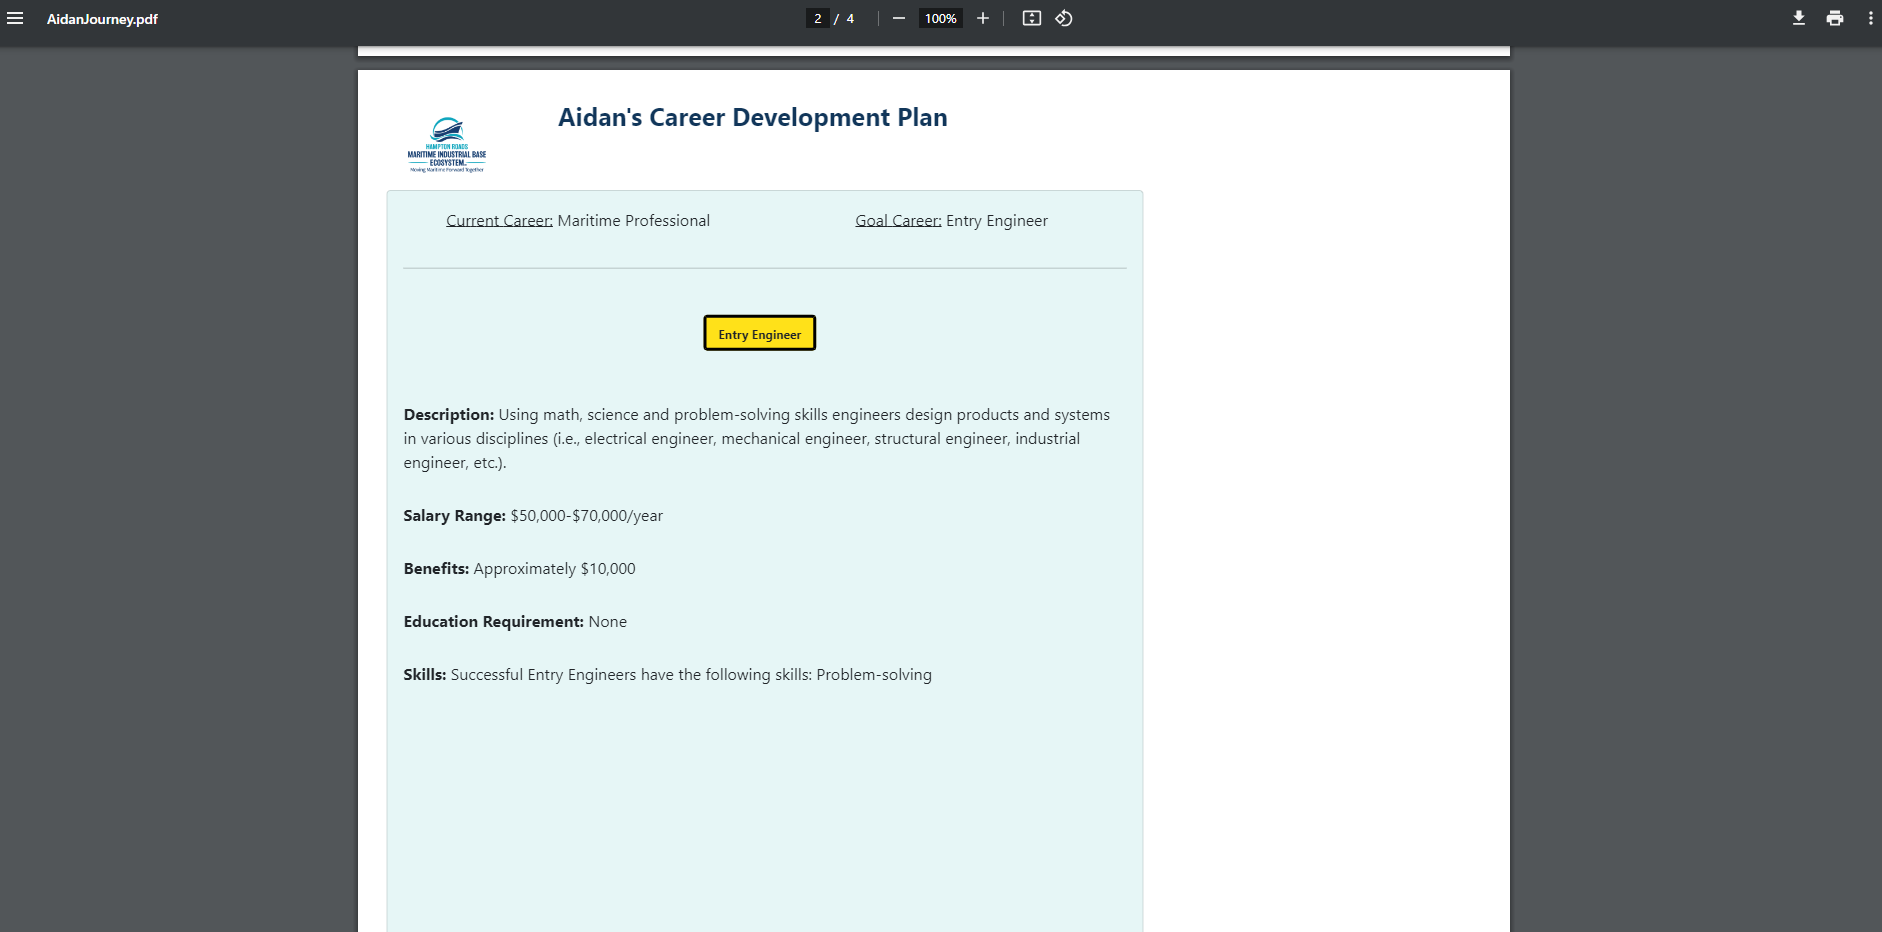 AidanJourney.pdf
2 / 4
100%
Aidan's Career Development Plan
HAMPTON ROADS
MARITIME INDUSTRIAL BASE
ECOSYSTEM
Moving Maritime Forward Together
Current Career: Maritime Professional
Goal Career: Entry Engineer
Entry Engineer
Description: Using math, science and problem-solving skills engineers design products and systems
in various disciplines (i.e., electrical engineer, mechanical engineer, structural engineer, industrial
engineer, etc.).
Salary Range: $50,000-$70,000/year
Benefits: Approximately $10,000
Education Requirement: None
Skills: Successful Entry Engineers have the following skills: Problem-solving